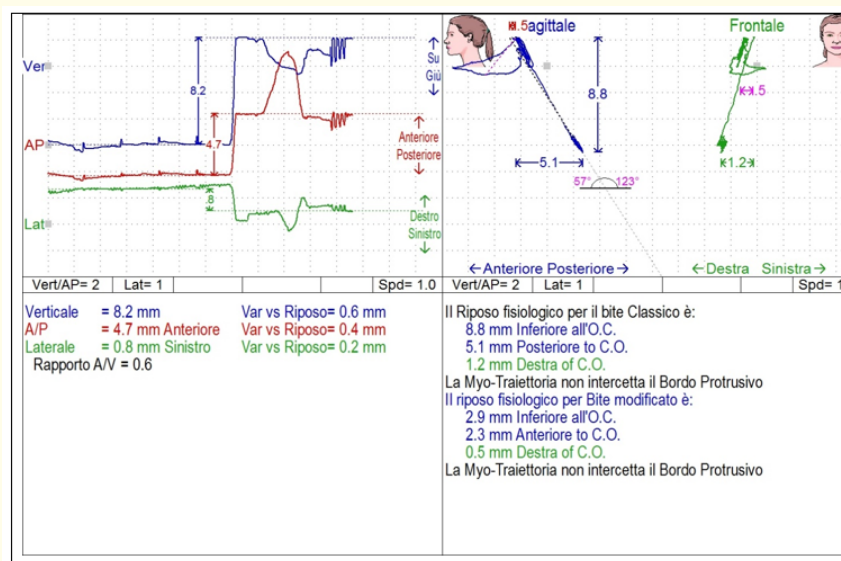 Ver
8.2
Su
Giù
AP
4.7
Anteriore
Posteriore
.8
Destro
Sinistro
Lat
Vert/AP= 2 Lat= 1 Spd= 1.0
.5agittale
8.8
5.1
57° 123°
Frontale
.5
1.2
←Anteriore Posteriore→ ←Destra Sinistra→
Vert/AP= 2 Lat= 1 Spd= 1
Verticale = 8.2 mm Var vs Riposo= 0.6 mm
A/P = 4.7 mm Anteriore Var vs Riposo= 0.4 mm
Laterale = 0.8 mm Sinistro Var vs Riposo= 0.2 mm
Rapporto A/V = 0.6
Il Riposo fisiologico per il bite Classico è:
8.8 mm Inferiore all'O.C.
5.1 mm Posteriore to C.O.
1.2 mm Destra of C.O.
La Myo-Traiettoria non intercetta il Bordo Protrusivo
Il riposo fisiologico per Bite modificato è:
2.9 mm Inferiore all'O.C.
2.3 mm Anteriore to C.O.
0.5 mm Destra of C.O.
La Myo-Traiettoria non intercetta il Bordo Protrusivo